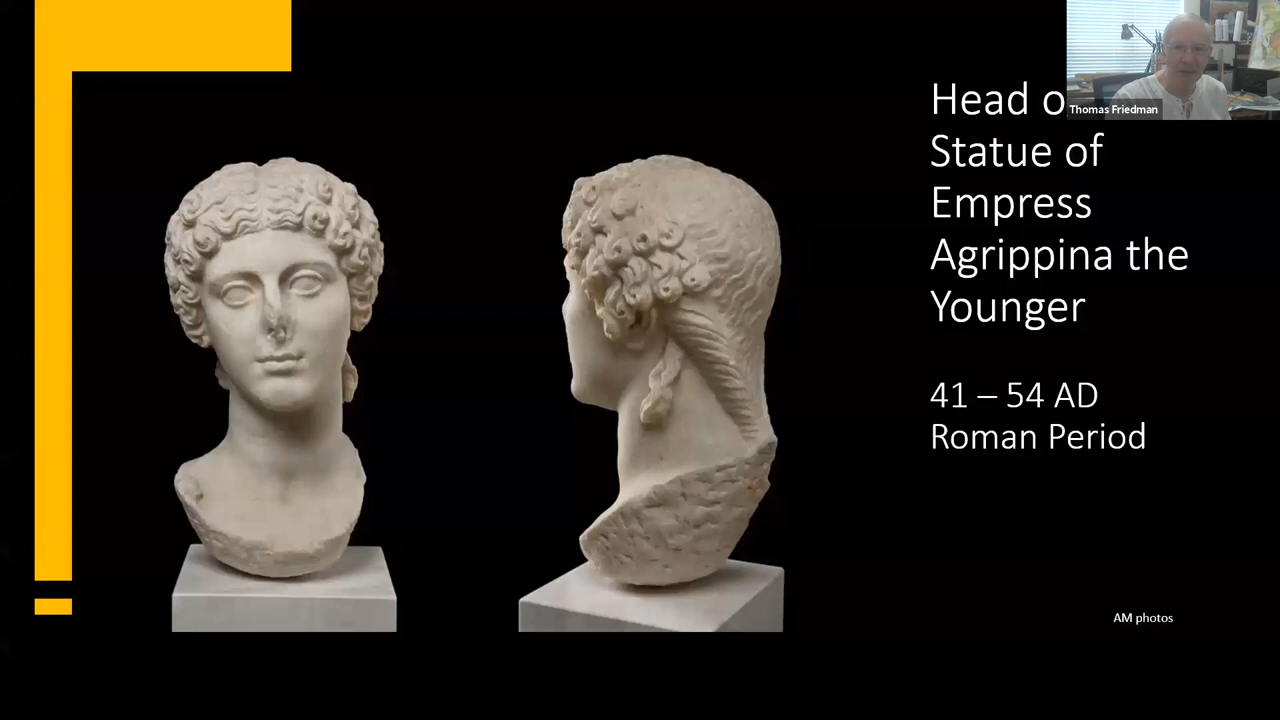 Head o
Statue of
Empress
Agrippina the
Younger
41 – 54 AD
Roman Period
Thomas Friedman
AM photos